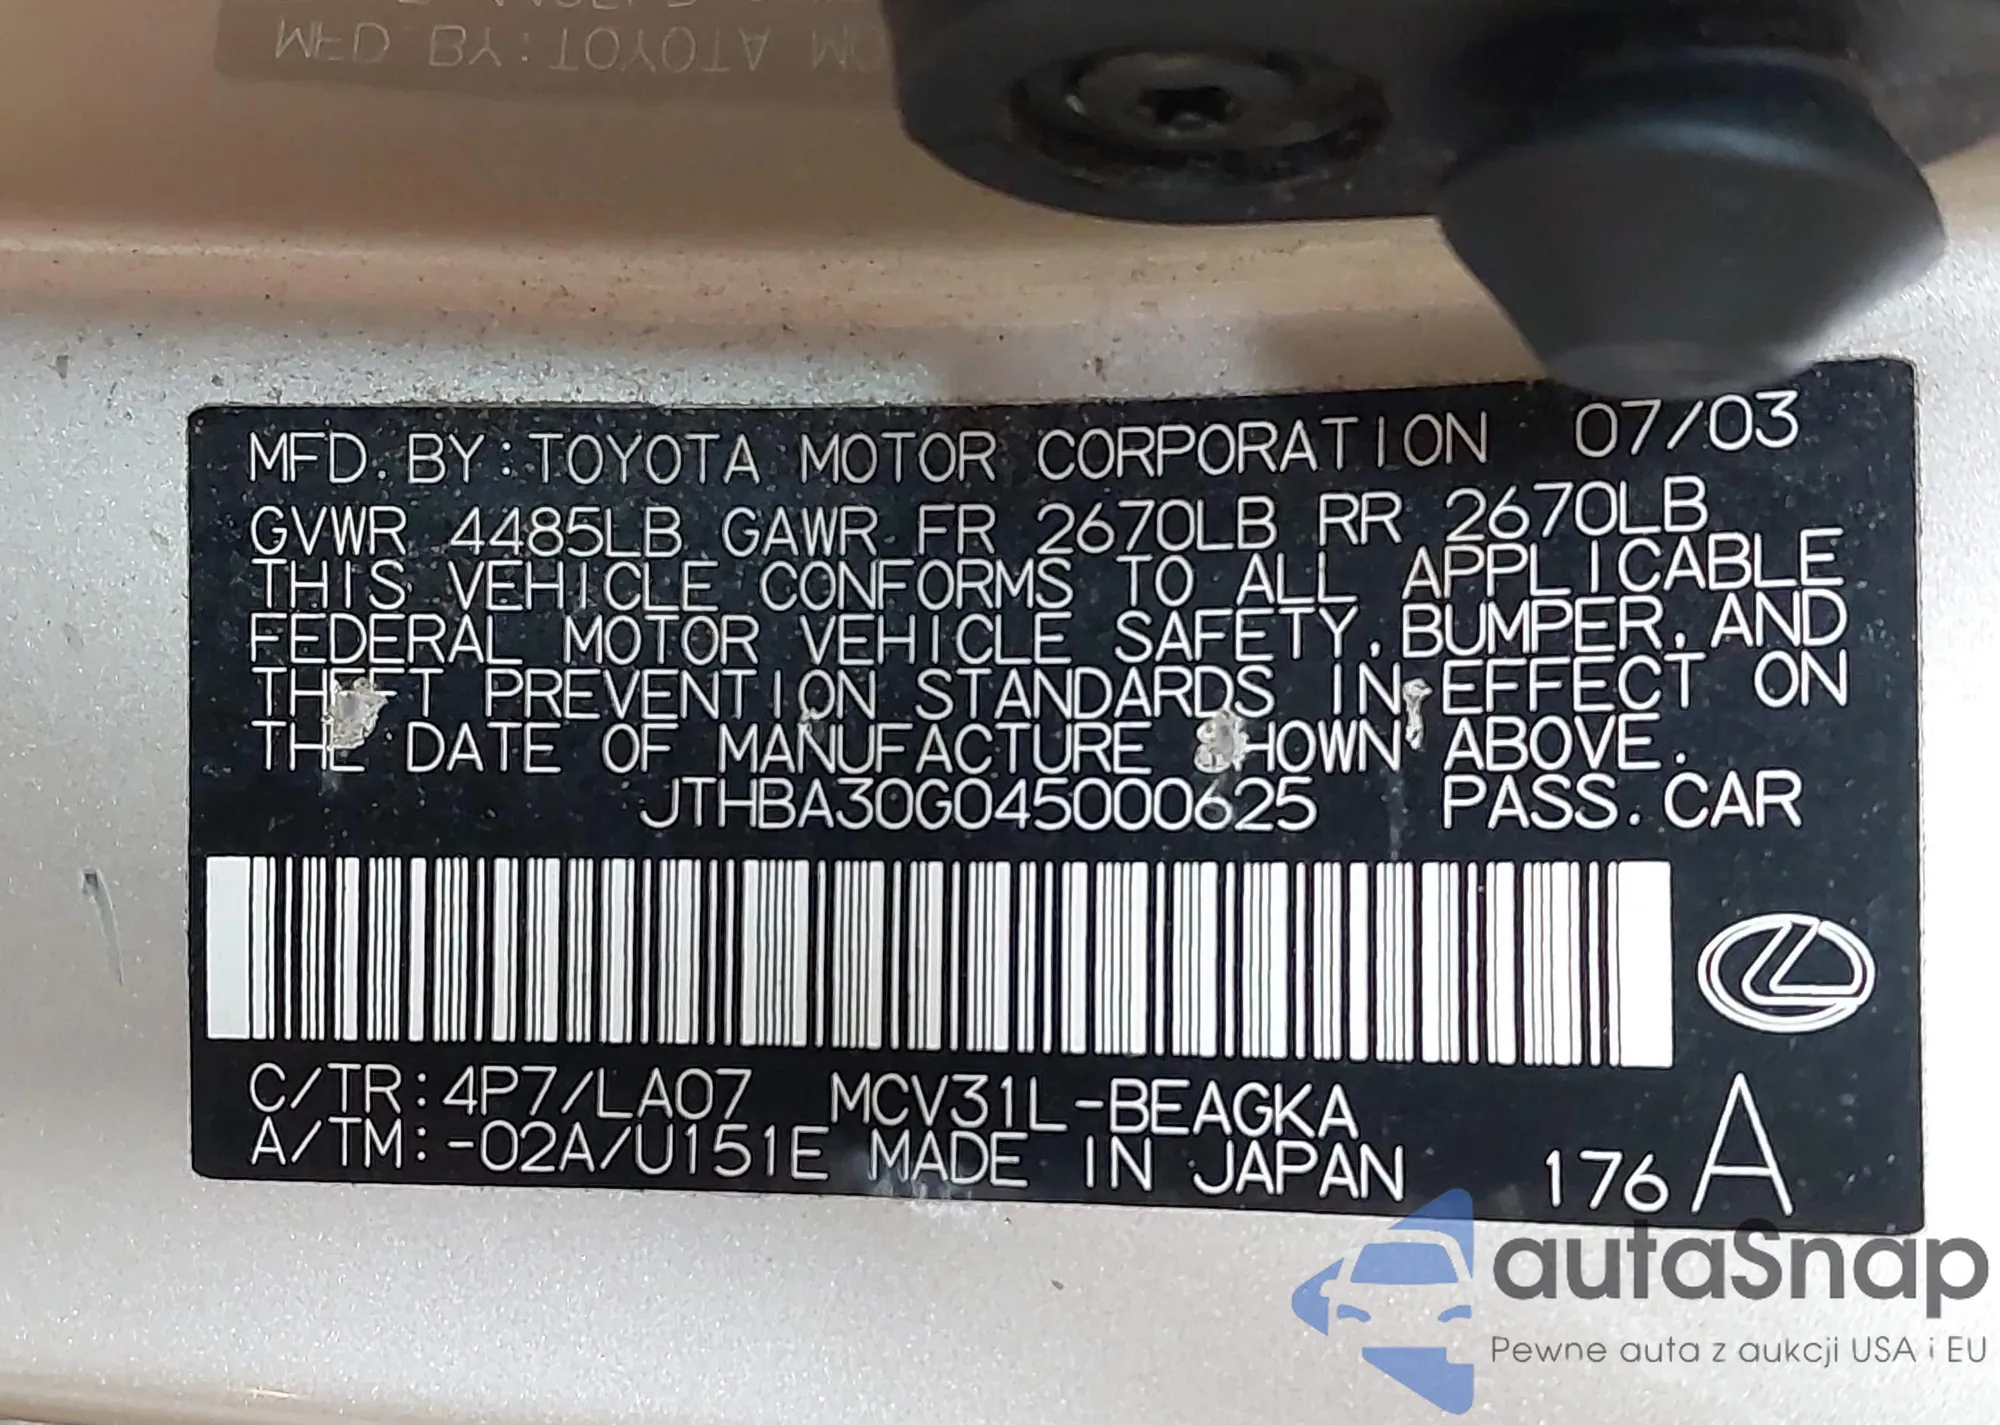 MFD BY:TOYOTA
MFD.BY:TOYOTA MOTOR CORPORATION 07/03
GVWR 4485LB GAWR FR 2670LB RR 2670LB
THIS VEHICLE CONFORMS TO ALL APPLICABLE
FEDERAL MOTOR VEHICLE SAFETY,BUMPER,AND
THEFT PREVENTION STANDARDS IN EFFECT ON
THE DATE OF MANUFACTURE SHOWN ABOVE.
JTHBA30G045000625 PASS.CAR
C/TR:4P7/LA07 MCV31L-BEAGKA
A/TM:-02A/U151E MADE IN JAPAN 176 A
autaSnap
Pewne auta z aukcji USA i EU